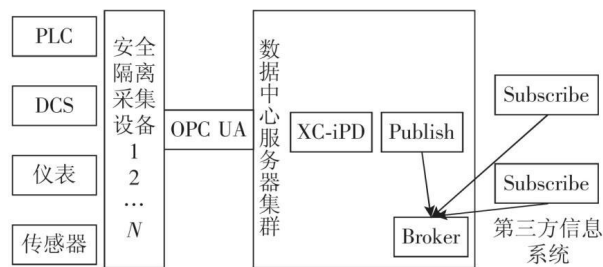 PLC
DCS
仪表
传感器
安全
隔离
采集
设备
1
2
…
N
OPC UA
数据中心服务器集群
XC-iPD
Publish
Broker
Subscribe
Subscribe
第三方信息
系统